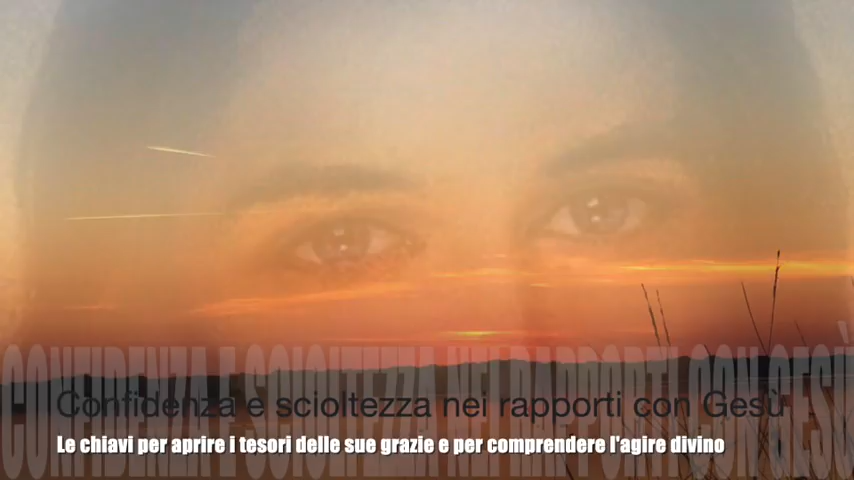 CONFIDENZA E SCIOLTEZZA NEI RAPPORTI CON GESÙ
Confidenza e scioltezza nei rapporti con Gesù
Le chiavi per aprire i tesori delle sue grazie e per comprendere l'agire divino